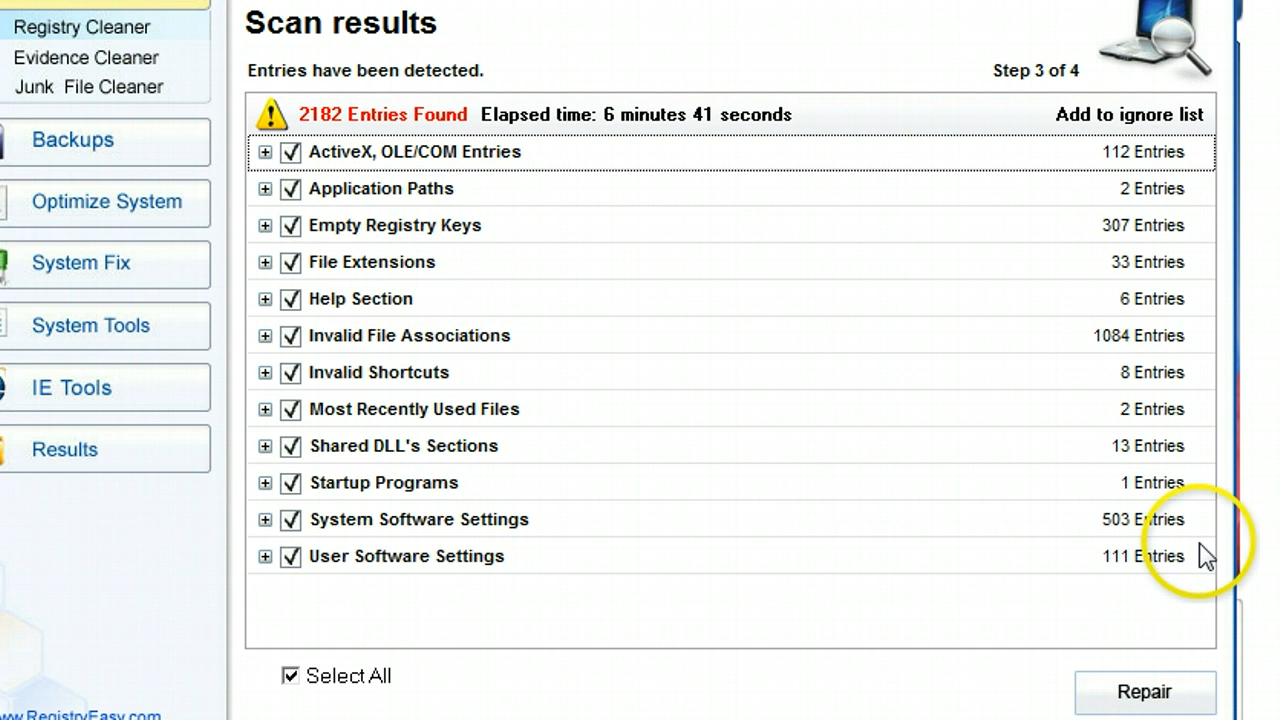 Registry Cleaner
Evidence Cleaner
Junk File Cleaner
Backups
Optimize System
System Fix
System Tools
IE Tools
Results
ww.RegistryEasy.com
Scan results
Entries have been detected.
Step 3 of 4
2182 Entries Found Elapsed time: 6 minutes 41 seconds Add to ignore list
ActiveX, OLE/COM Entries 112 Entries
Application Paths 2 Entries
Empty Registry Keys 307 Entries
File Extensions 33 Entries
Help Section 6 Entries
Invalid File Associations 1084 Entries
Invalid Shortcuts 8 Entries
Most Recently Used Files 2 Entries
Shared DLL's Sections 13 Entries
Startup Programs 1 Entries
System Software Settings 503 Entries
User Software Settings 111 Entries
Select All
Repair